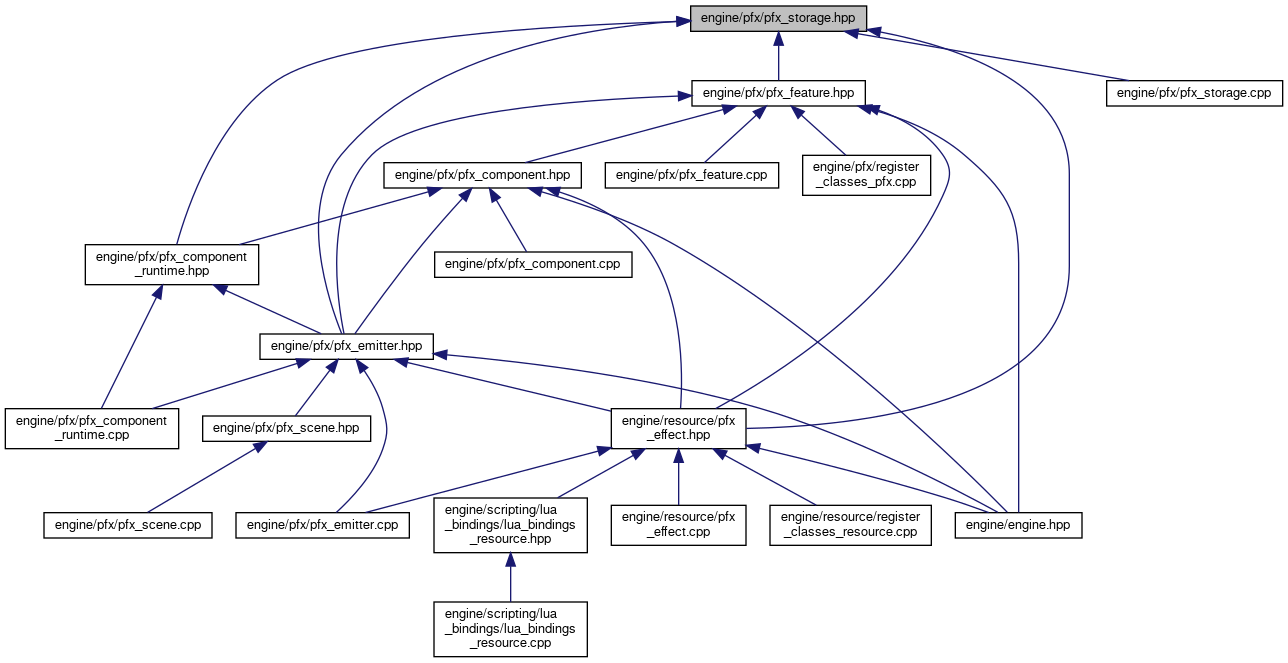 engine/pfx/pfx_storage.hpp
engine/pfx/pfx_feature.hpp
engine/pfx/pfx_storage.cpp
engine/pfx/pfx_component.hpp
engine/pfx/pfx_feature.cpp
engine/pfx/register
_classes_pfx.cpp
engine/pfx/pfx_component
_runtime.hpp
engine/pfx/pfx_component.cpp
engine/pfx/pfx_emitter.hpp
engine/pfx/pfx_component
_runtime.cpp
engine/pfx/pfx_scene.hpp
engine/resource/pfx
_effect.hpp
engine/pfx/pfx_scene.cpp
engine/pfx/pfx_emitter.cpp
engine/scripting/lua
_bindings/lua_bindings
_resource.hpp
engine/resource/pfx
_effect.cpp
engine/resource/register
_classes_resource.cpp
engine/engine.hpp
engine/scripting/lua
_bindings/lua_bindings
_resource.cpp